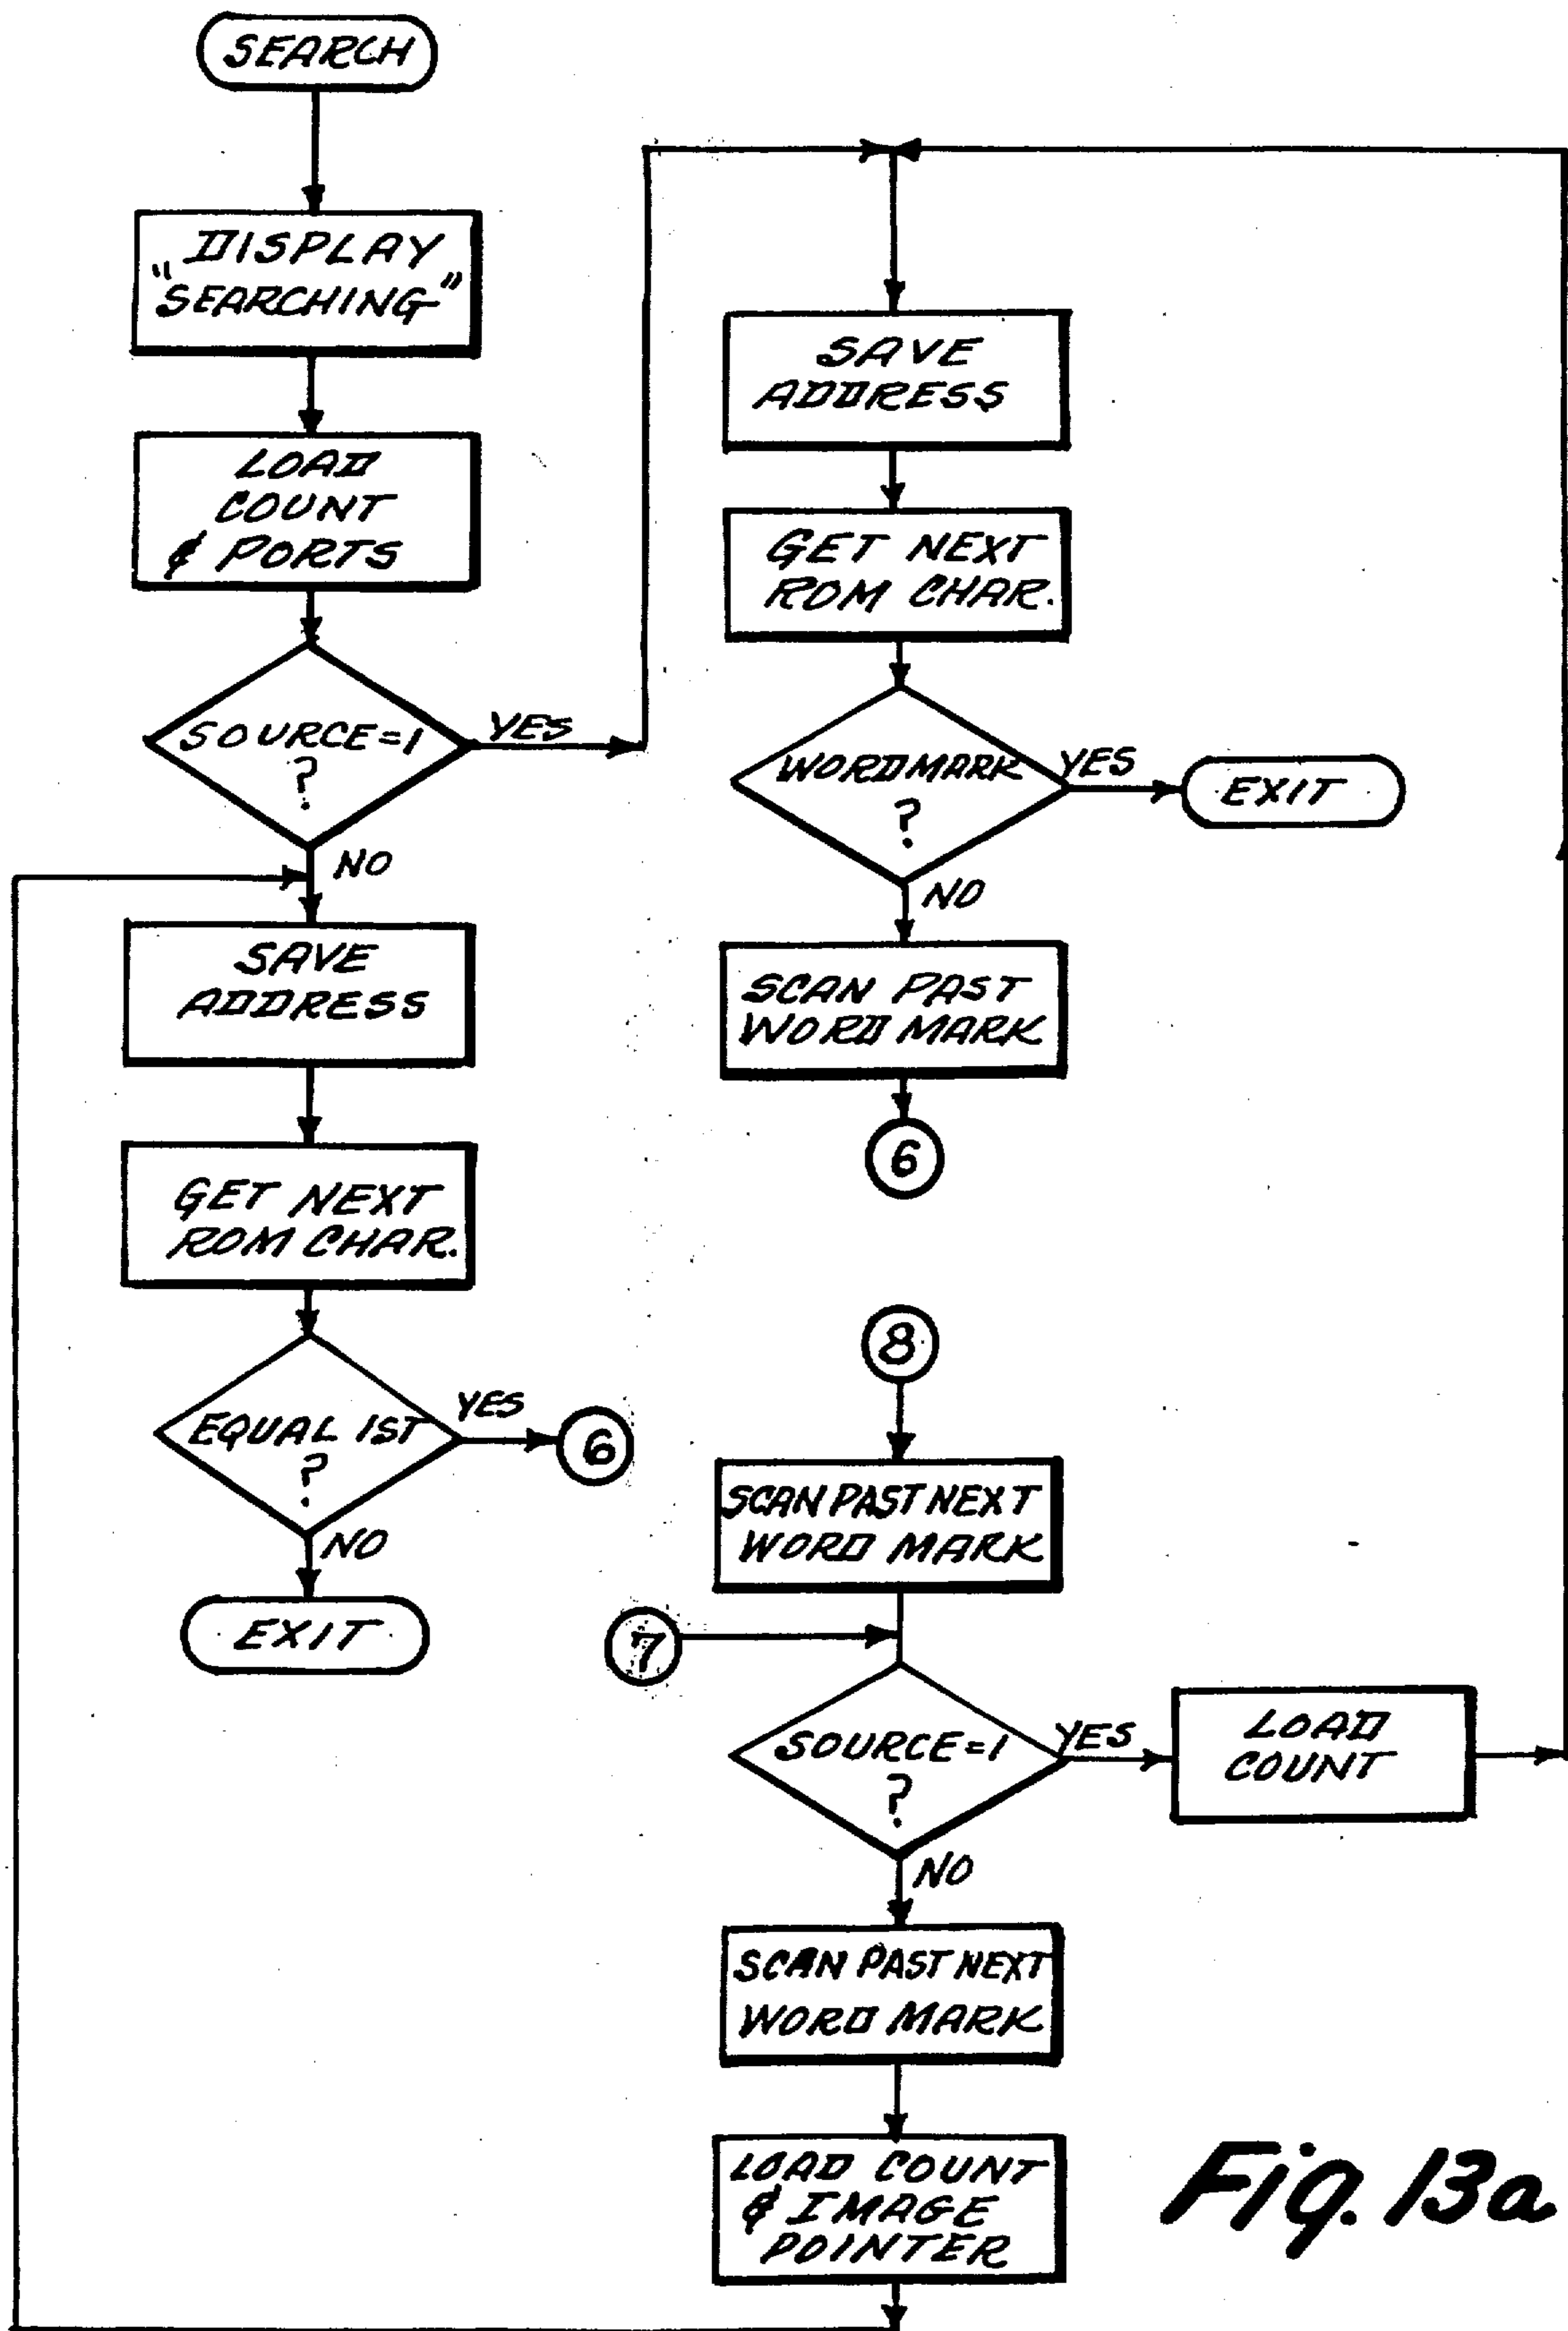 SEARCH
DISPLAY
"SEARCHING"
LOAD
COUNT
& PORTS
SOURCE=1
?
YES
NO
SAVE
ADDRESS
GET NEXT
ROM CHAR.
EQUAL 1ST
?
YES
6
NO
EXIT
SAVE
ADDRESS
GET NEXT
ROM CHAR.
WORDMARK
?
YES
EXIT
NO
SCAN PAST
WORD MARK
6
8
SCAN PAST NEXT
WORD MARK
7
SOURCE=1
?
YES
LOAD
COUNT
NO
SCAN PAST NEXT
WORD MARK
LOAD COUNT
& IMAGE
POINTER
Fig. 13a